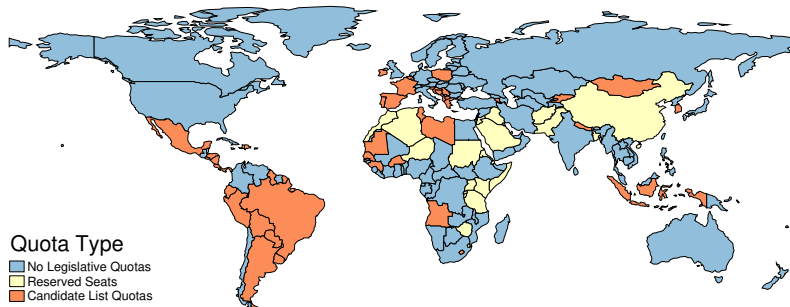 Quota Type
No Legislative Quotas
Reserved Seats
Candidate List Quotas